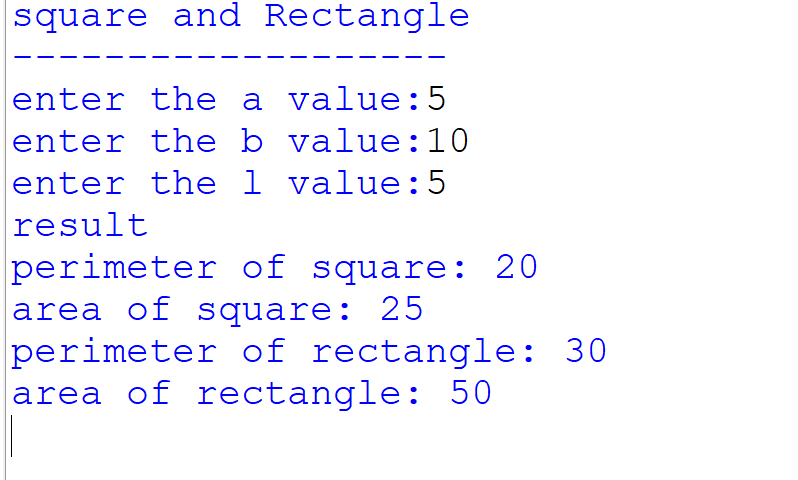 square and Rectangle
-------------------
enter the a value:5
enter the b value:10
enter the l value:5
result
perimeter of square: 20
area of square: 25
perimeter of rectangle: 30
area of rectangle: 50